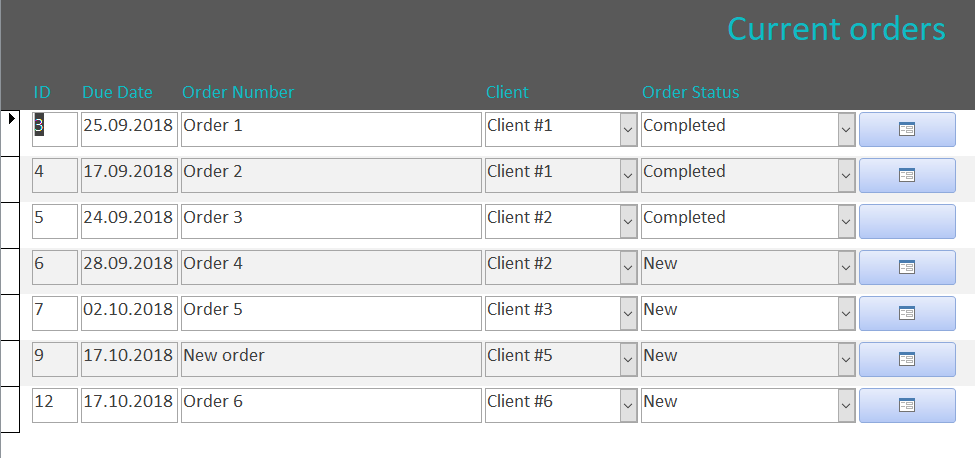 Current orders
ID Due Date Order Number Client Order Status
3 25.09.2018 Order 1 Client #1 Completed
4 17.09.2018 Order 2 Client #1 Completed
5 24.09.2018 Order 3 Client #2 Completed
6 28.09.2018 Order 4 Client #2 New
7 02.10.2018 Order 5 Client #3 New
9 17.10.2018 New order Client #5 New
12 17.10.2018 Order 6 Client #6 New